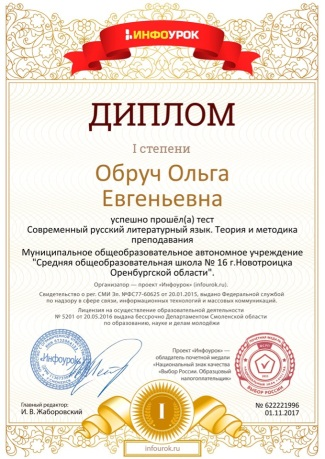 ИНФОУРОК
ДИПЛОМ
I степени
Обруч Ольга
Евгеньевна
успешно прошёл(а) тест
Современный русский литературный язык. Теория и методика
преподавания
Муниципальное общеобразовательное автономное учреждение
"Средняя общеобразовательная школа № 16 г.Новотроицка
Оренбургской области".
Организатор — проект «Инфоурок» (infourok.ru).
Свидетельство о рег. СМИ Эл. №ФС77-60625 от 20.01.2015, выдано Федеральной службой
по надзору в сфере связи, информационных технологий и массовых коммуникаций.
Лицензия на осуществление образовательной деятельности
№ 5201 от 20.05.2016 выдана бессрочно Департаментом Смоленской области
по образованию, науке и делам молодёжи
«Инфоурок»
Проект «Инфоурок» —
обладатель почетной медали
«Национальный знак качества
«Выбор России. Образцовый
налогоплательщик»
ВЫБОР РОССИИ
Главный редактор:
И. В. Жаборовский
I
№ 622221996
01.11.2017
infourok.ru